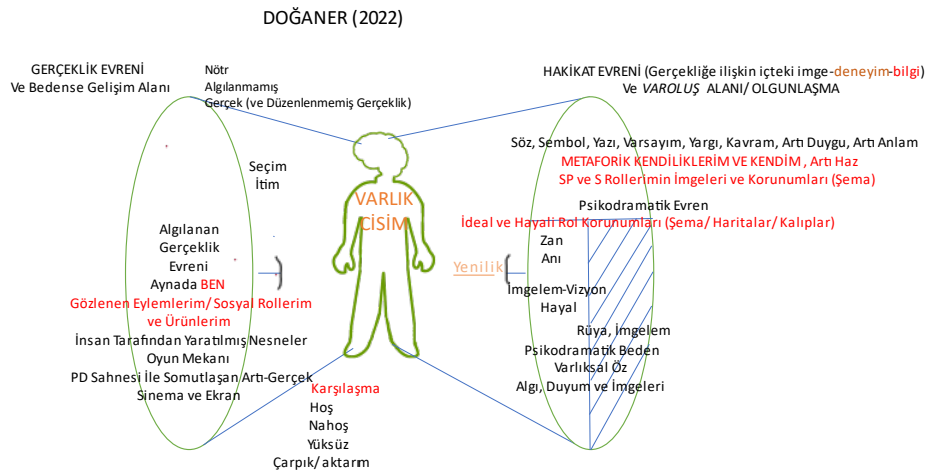 DOĞANER (2022)
GERÇEKLİK EVRENİ
Ve Bedense Gelişim Alanı
Nötr
Algılanmamış
Gerçek (ve Düzenlenmemiş Gerçeklik)
HAKİKAT EVRENİ (Gerçekliğe ilişkin içteki imge-deneyim-bilgi)
Ve VAROLUŞ ALANI/ OLGUNLAŞMA
Seçim
İtim
Algılanan
Gerçeklik
Evreni
Aynada BEN
Gözlenen Eylemlerim/ Sosyal Rollerim
ve Ürünlerim
İnsan Tarafından Yaratılmış Nesneler
Oyun Mekanı
PD Sahnesi İle Somutlaşan Artı-Gerçek
Sinema ve Ekran
VARLIK
CİSİM
Karşılaşma
Hoş
Nahoş
Yüksüz
Çarpık/ aktarım
Yenilik
Söz, Sembol, Yazı, Varsayım, Yargı, Kavram, Artı Duygu, Artı Anlam
METAFORİK KENDİLİKLERİM VE KENDİM , Artı Haz
SP ve S Rollerimin İmgeleri ve Korunumları (Şema)
Psikodramatik Evren
İdeal ve Hayali Rol Korunumları (Şema/ Haritalar/ Kalıplar)
Zan
Anı
İmgelem-Vizyon
Hayal
Rüya, İmgelem
Psikodramatik Beden
Varlıksal Öz
Algı, Duyum ve İmgeleri